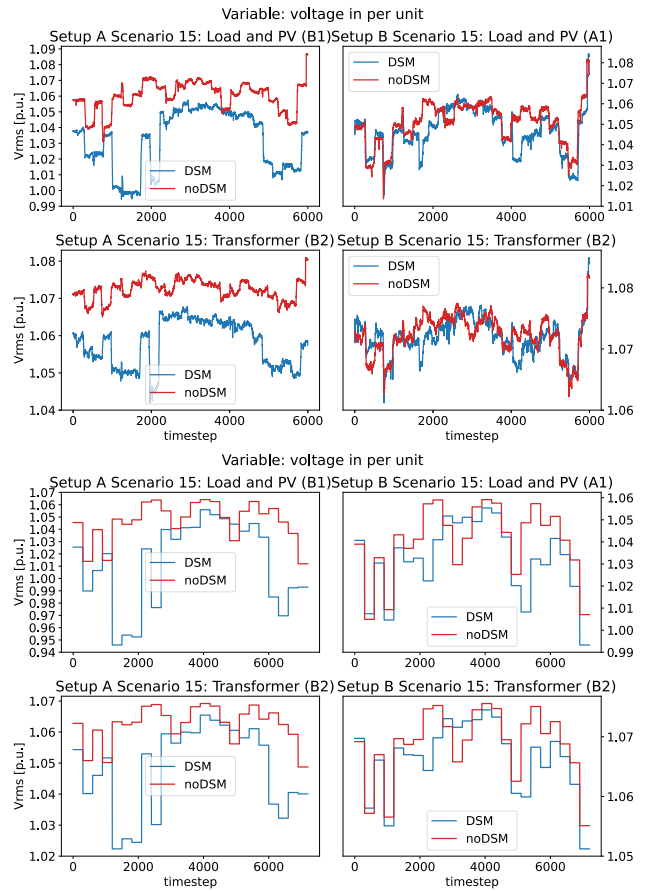 Variable: voltage in per unit
Setup A Scenario 15: Load and PV (B1)
Setup B Scenario 15: Load and PV (A1)
1.09
1.08
1.07
1.06
1.05
1.04
1.03
1.02
1.01
1.00
0.99
Vrms [p.u.]
DSM
noDSM
0 2000 4000 6000
DSM
noDSM
1.08
1.07
1.06
1.05
1.04
1.03
1.02
1.01
0 2000 4000 6000
Setup A Scenario 15: Transformer (B2)
Setup B Scenario 15: Transformer (B2)
1.08
1.07
1.06
1.05
1.04
Vrms [p.u.]
DSM
noDSM
0 2000 4000 6000
timestep
DSM
noDSM
1.08
1.07
1.06
0 2000 4000 6000
timestep
Variable: voltage in per unit
Setup A Scenario 15: Load and PV (B1)
Setup B Scenario 15: Load and PV (A1)
1.07
1.06
1.05
1.04
1.03
1.02
1.01
1.00
0.99
0.98
0.97
0.96
0.95
0.94
Vrms [p.u.]
DSM
noDSM
0 2000 4000 6000
DSM
noDSM
1.06
1.05
1.04
1.03
1.02
1.01
1.00
0.99
0 2000 4000 6000
Setup A Scenario 15: Transformer (B2)
Setup B Scenario 15: Transformer (B2)
1.07
1.06
1.05
1.04
1.03
1.02
Vrms [p.u.]
DSM
noDSM
0 2000 4000 6000
timestep
DSM
noDSM
1.07
1.06
1.05
0 2000 4000 6000
timestep